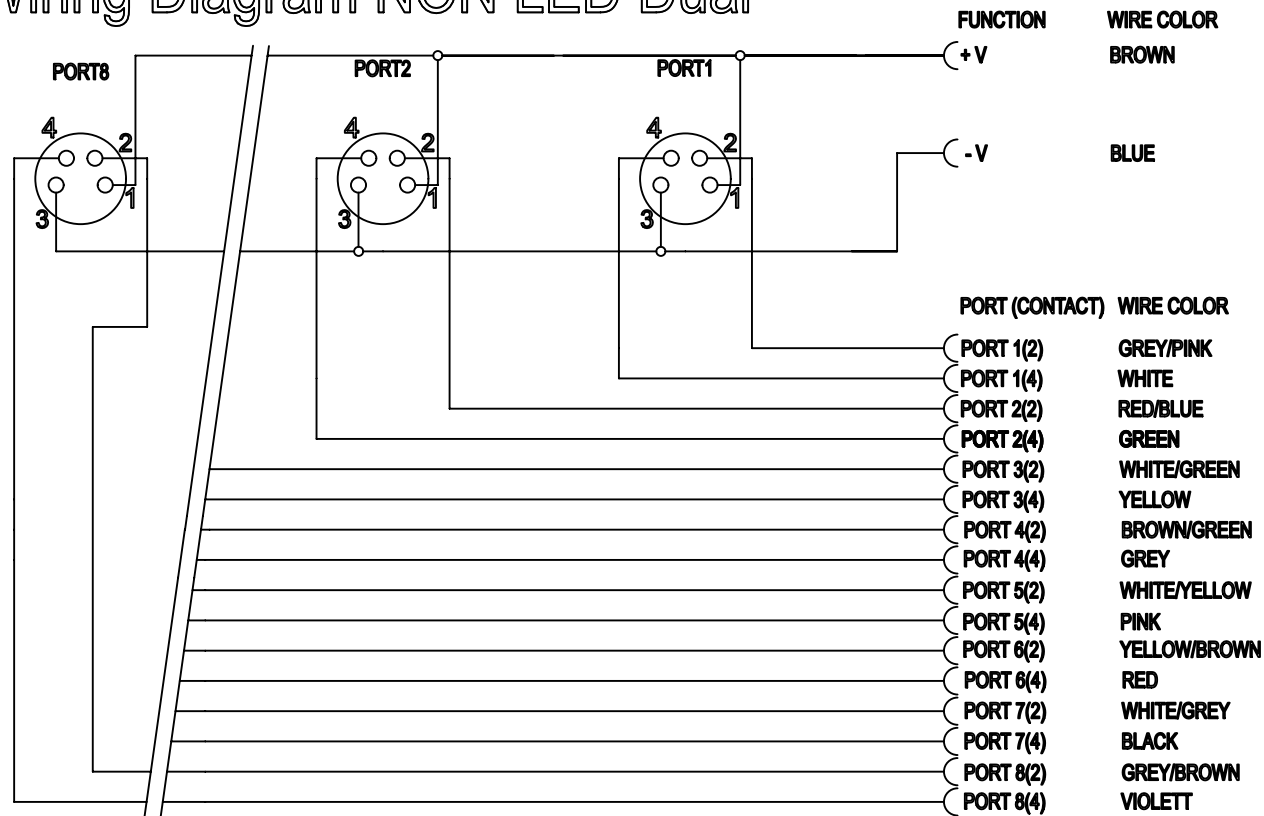 Wiring Diagram NON LED Dual
FUNCTION WIRE COLOR
+ V BROWN
- V BLUE
PORT8 PORT2 PORT1
4 2 4 2 4 2
3 1 3 1 3 1
PORT (CONTACT) WIRE COLOR
PORT 1(2) GREY/PINK
PORT 1(4) WHITE
PORT 2(2) RED/BLUE
PORT 2(4) GREEN
PORT 3(2) WHITE/GREEN
PORT 3(4) YELLOW
PORT 4(2) BROWN/GREEN
PORT 4(4) GREY
PORT 5(2) WHITE/YELLOW
PORT 5(4) PINK
PORT 6(2) YELLOW/BROWN
PORT 6(4) RED
PORT 7(2) WHITE/GREY
PORT 7(4) BLACK
PORT 8(2) GREY/BROWN
PORT 8(4) VIOLETT